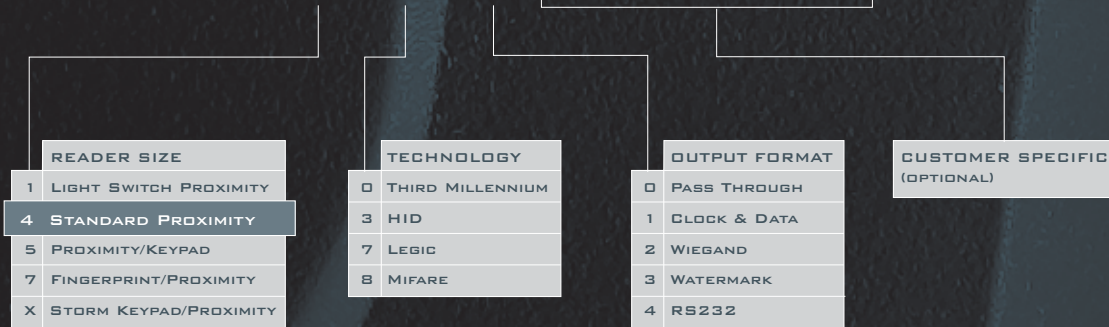 READER SIZE
1 LIGHT SWITCH PROXIMITY
4 STANDARD PROXIMITY
5 PROXIMITY/KEYPAD
7 FINGERPRINT/PROXIMITY
X STORM KEYPAD/PROXIMITY
TECHNOLOGY
0 THIRD MILLENNIUM
3 HID
7 LEGIC
8 MIFARE
OUTPUT FORMAT
0 PASS THROUGH
1 CLOCK & DATA
2 WIEGAND
3 WATERMARK
4 RS232
CUSTOMER SPECIFIC
(OPTIONAL)